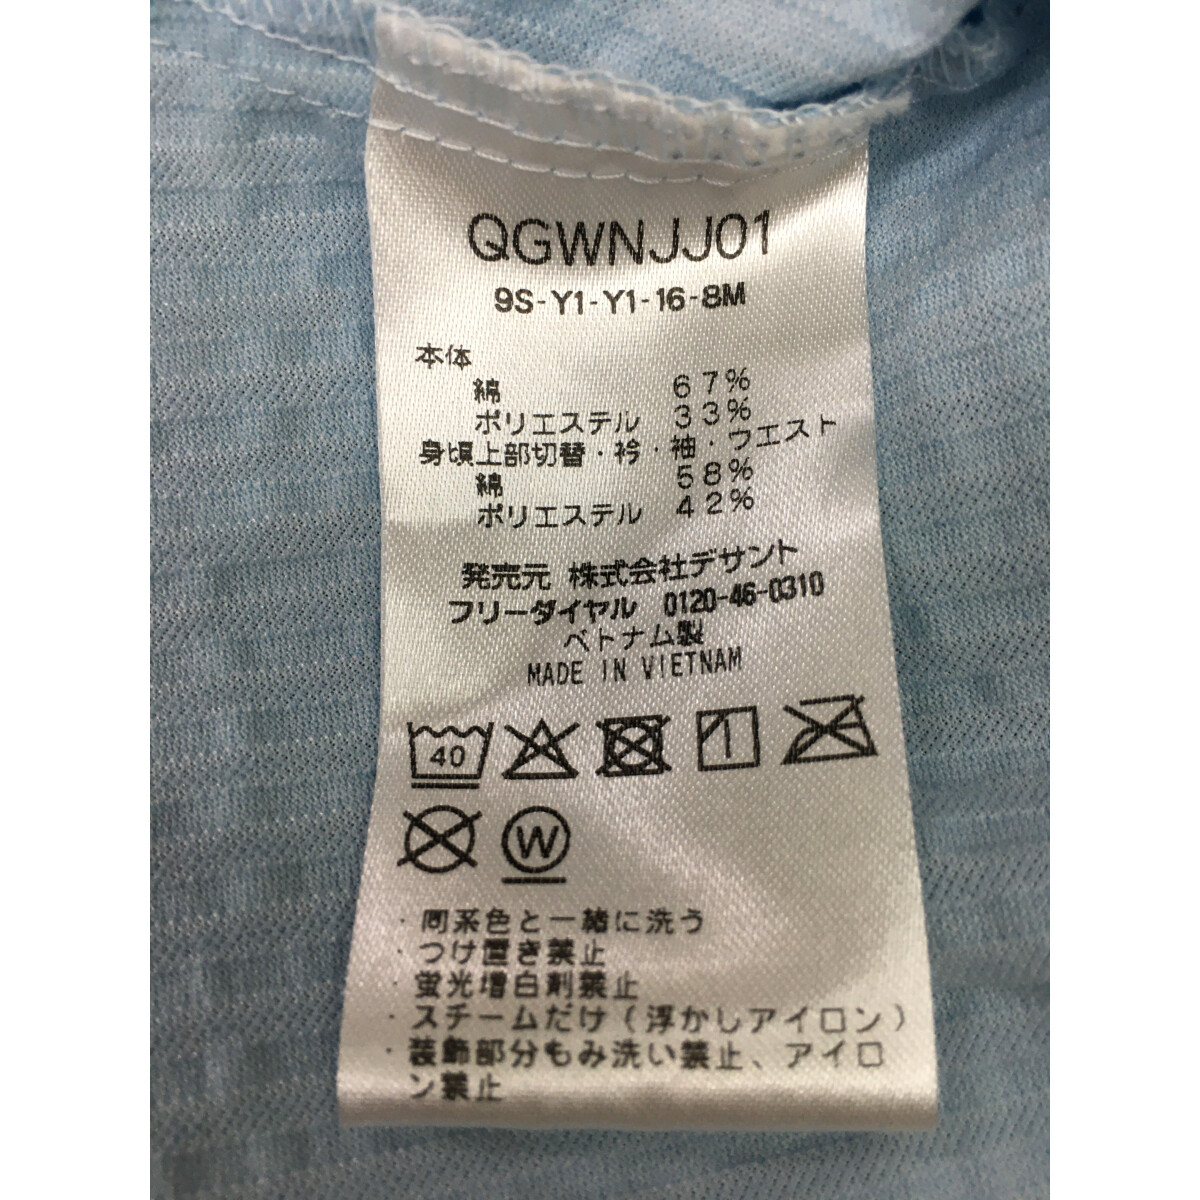 QGWNJJ01
9S-Y1-Y1-16-8M
本体
綿 67%
ポリエステル 33%
身頃上部切替・衿・袖・ウエスト
綿 58%
ポリエステル 42%
発売元 株式会社デサント
フリーダイヤル 0120-46-0310
ベトナム製
MADE IN VIETNAM
40
W
・同系色と一緒に洗う
・つけ置き禁止
・蛍光増白剤禁止
・スチームだけ(浮かしアイロン)
・装飾部分もみ洗い禁止、アイロ
ン禁止